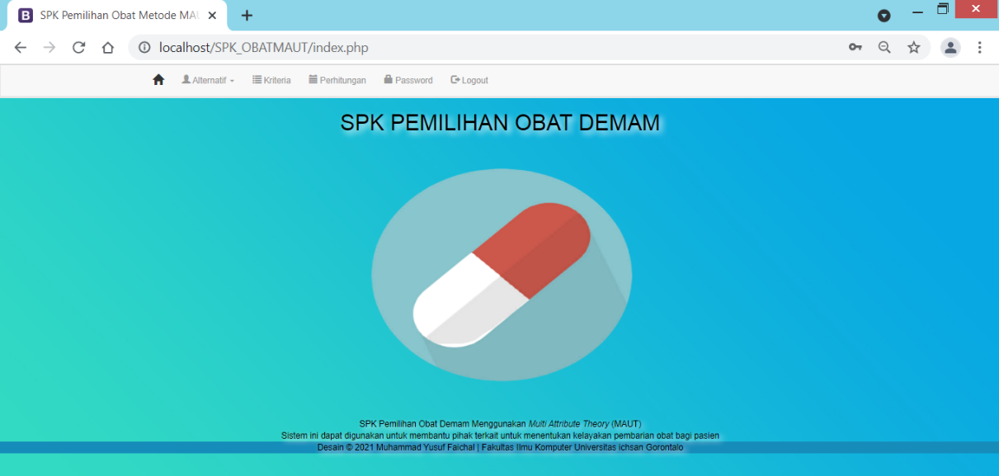 SPK Pemilihan Obat Metode MAU
localhost/SPK_OBATMAUT/index.php
Alternatif Kriteria Perhitungan Password Logout
SPK PEMILIHAN OBAT DEMAM
SPK Pemilihan Obat Demam Menggunakan Multi Attribute Theory (MAUT)
Sistem ini dapat digunakan untuk membantu pihak terkait untuk menentukan kelayakan pembarian obat bagi pasien
Desain © 2021 Muhammad Yusuf Faichal | Fakultas Ilmu Komputer Universitas ichsan Gorontalo